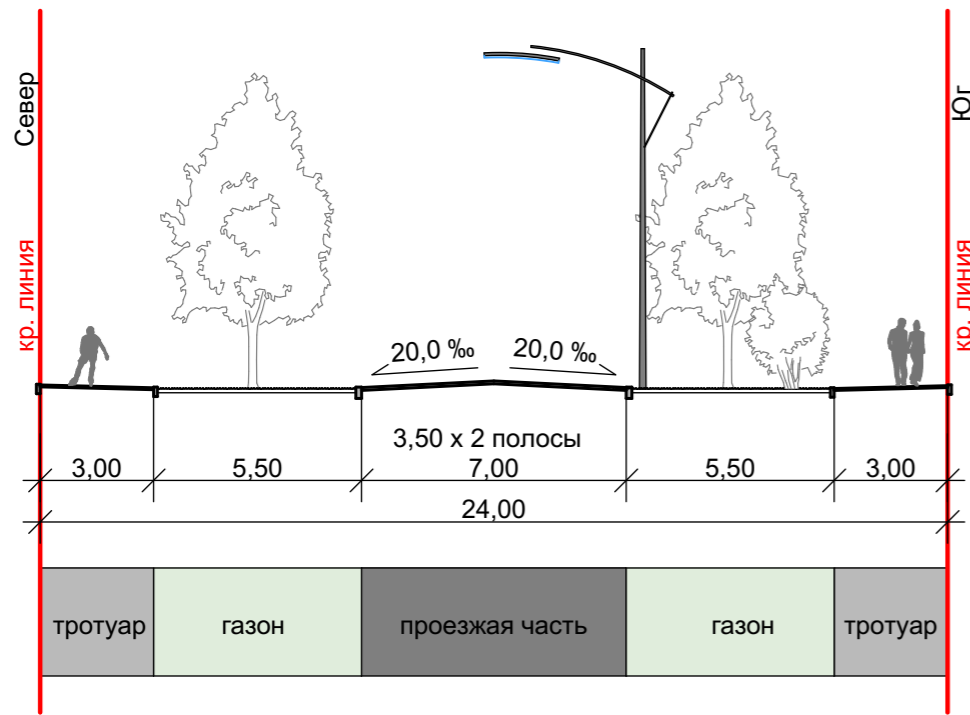 Север
Юг
кр. линия
кр. линия
20,0 ‰
20,0 ‰
3,50 х 2 полосы
3,00
5,50
7,00
5,50
3,00
24,00
тротуар
газон
проезжая часть
газон
тротуар